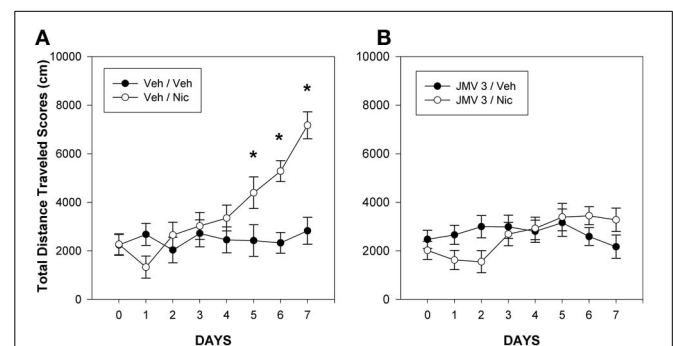 A
B
Total Distance Traveled Scores (cm)
10000
8000
6000
4000
2000
0
Veh / Veh
Veh / Nic
*
*
*
0 1 2 3 4 5 6 7
DAYS
10000
8000
6000
4000
2000
0
JMV 3 / Veh
JMV 3 / Nic
0 1 2 3 4 5 6 7
DAYS